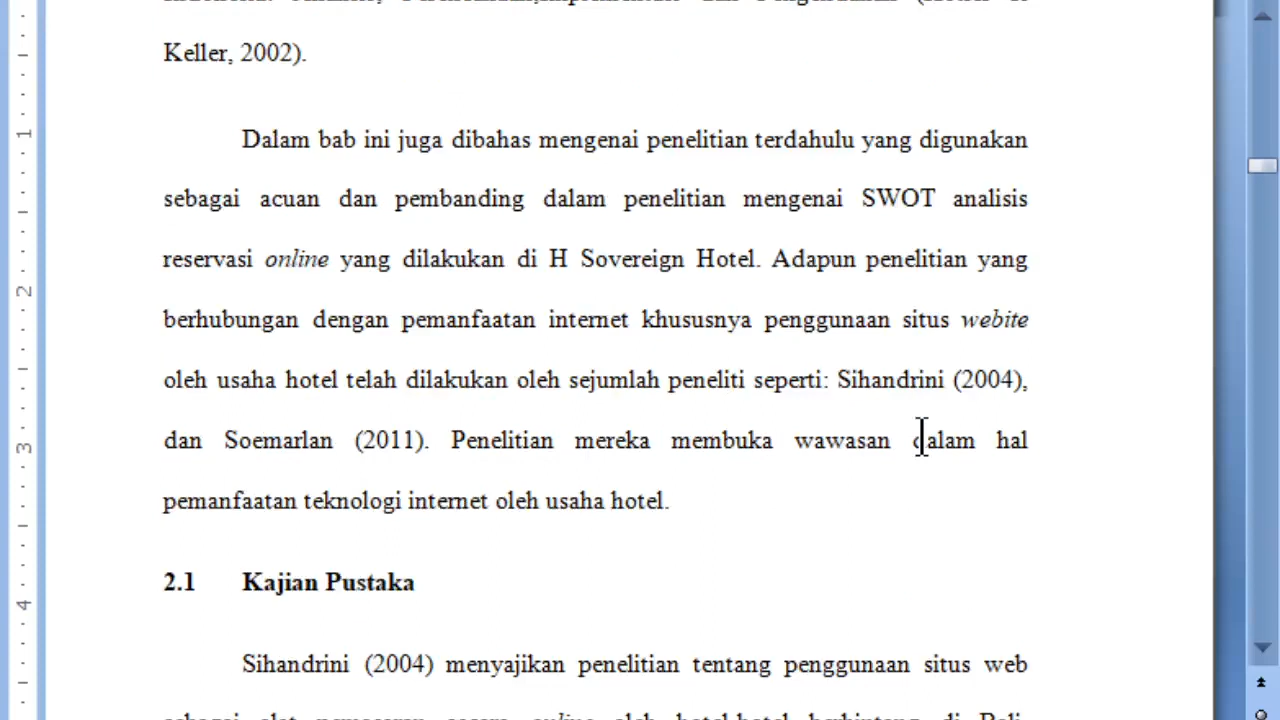 Keller, 2002).
Dalam bab ini juga dibahas mengenai penelitian terdahulu yang digunakan
sebagai acuan dan pembanding dalam penelitian mengenai SWOT analisis
reservasi online yang dilakukan di H Sovereign Hotel. Adapun penelitian yang
berhubungan dengan pemanfaatan internet khususnya penggunaan situs webite
oleh usaha hotel telah dilakukan oleh sejumlah peneliti seperti: Sihandrini (2004),
dan Soemarlan (2011). Penelitian mereka membuka wawasan dalam hal
pemanfaatan teknologi internet oleh usaha hotel.
2.1 Kajian Pustaka
Sihandrini (2004) menyajikan penelitian tentang penggunaan situs web
1
2
3
4